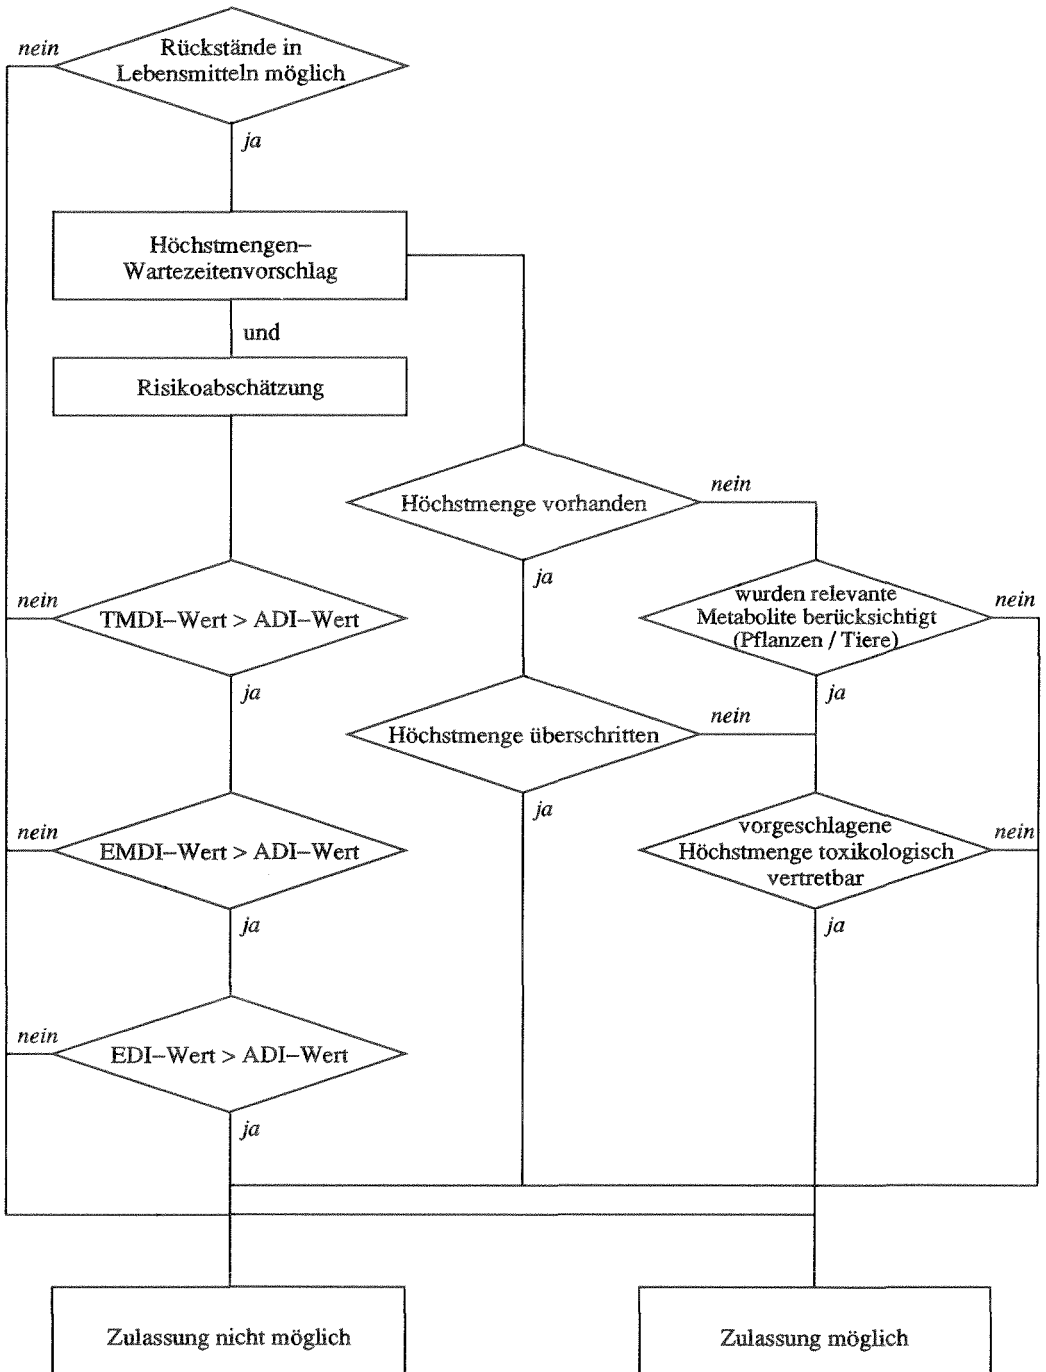 nein
Rückstände in
Lebensmitteln möglich
ja
Höchstmengen–
Wartezeitenvorschlag
und
Risikoabschätzung
Höchstmenge vorhanden
nein
ja
nein
TMDI–Wert > ADI–Wert
ja
wurden relevante
Metabolite berücksichtigt
(Pflanzen / Tiere)
nein
ja
Höchstmenge überschritten
nein
ja
nein
EMDI–Wert > ADI–Wert
ja
vorgeschlagene
Höchstmenge toxikologisch
vertretbar
nein
ja
nein
EDI–Wert > ADI–Wert
ja
Zulassung nicht möglich
Zulassung möglich